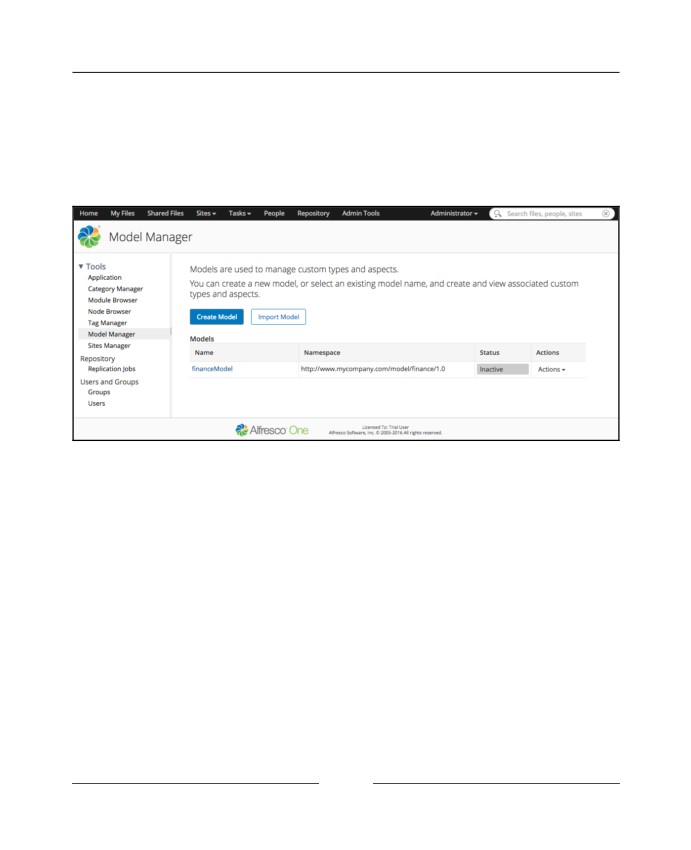 Home My Files Shared Files Sites Tasks People Repository Admin Tools Administrator Search files, people, sites
Model Manager
Tools
Application
Category Manager
Module Browser
Node Browser
Tag Manager
Model Manager
Sites Manager
Repository
Replication Jobs
Users and Groups
Groups
Users
Models are used to manage custom types and aspects.
You can create a new model, or select an existing model name, and create and view associated custom
types and aspects.
Create Model Import Model
Models
Name Namespace Status Actions
financeModel http://www.mycompany.com/model/finance/1.0 Inactive Actions
Alfresco One
Licensed To: Trial User
Alfresco Software, Inc. © 2005-2016 All rights reserved.